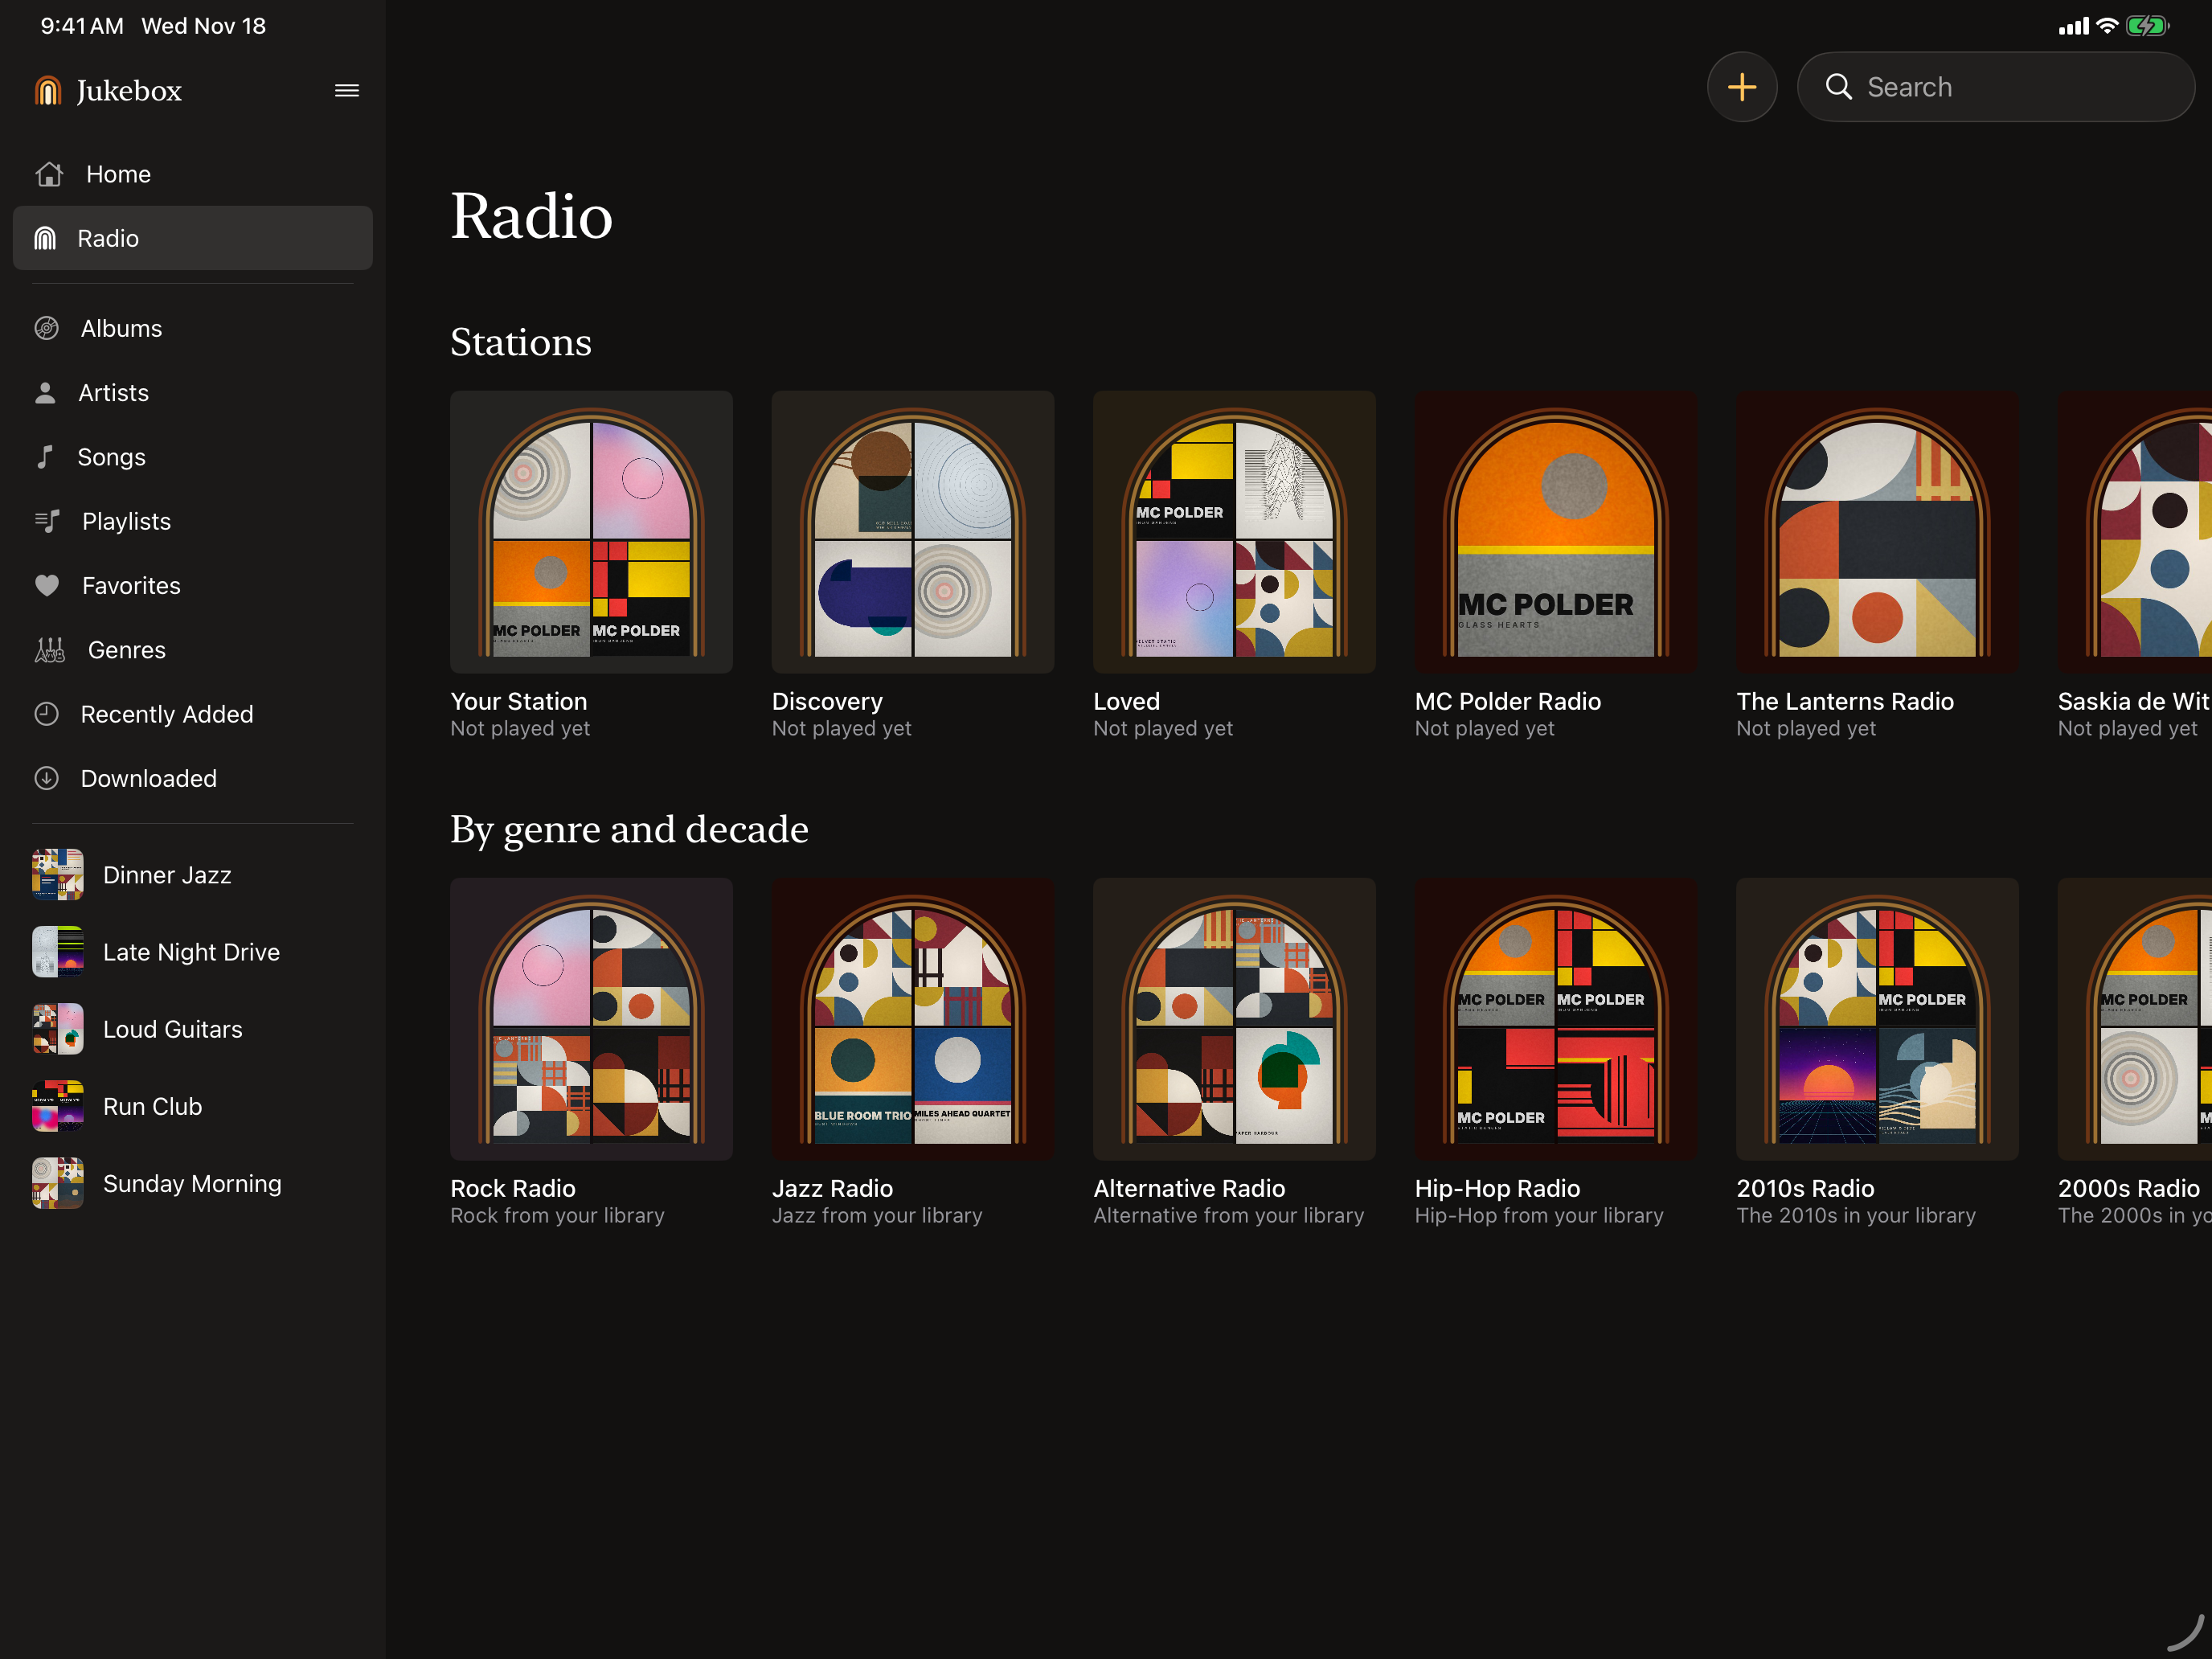 9:41 AM Wed Nov 18
Jukebox
Search
Home
Radio
Albums
Artists
Songs
Playlists
Favorites
Genres
Recently Added
Downloaded
Dinner Jazz
Late Night Drive
Loud Guitars
Run Club
Sunday Morning
Radio
Stations
MC POLDER
MC POLDER
MC POLDER
MC POLDER
GLASS HEARTS
Your Station
Not played yet
Discovery
Not played yet
Loved
Not played yet
MC Polder Radio
Not played yet
The Lanterns Radio
Not played yet
Saskia de Wit
Not played yet
By genre and decade
BLUE ROOM TRIO
MILES AHEAD QUARTET
PAPER HARBOUR
MC POLDER
MC POLDER
MC POLDER
MC POLDER
MC POLDER
Rock Radio
Rock from your library
Jazz Radio
Jazz from your library
Alternative Radio
Alternative from your library
Hip-Hop Radio
Hip-Hop from your library
2010s Radio
The 2010s in your library
2000s Radio
The 2000s in yo